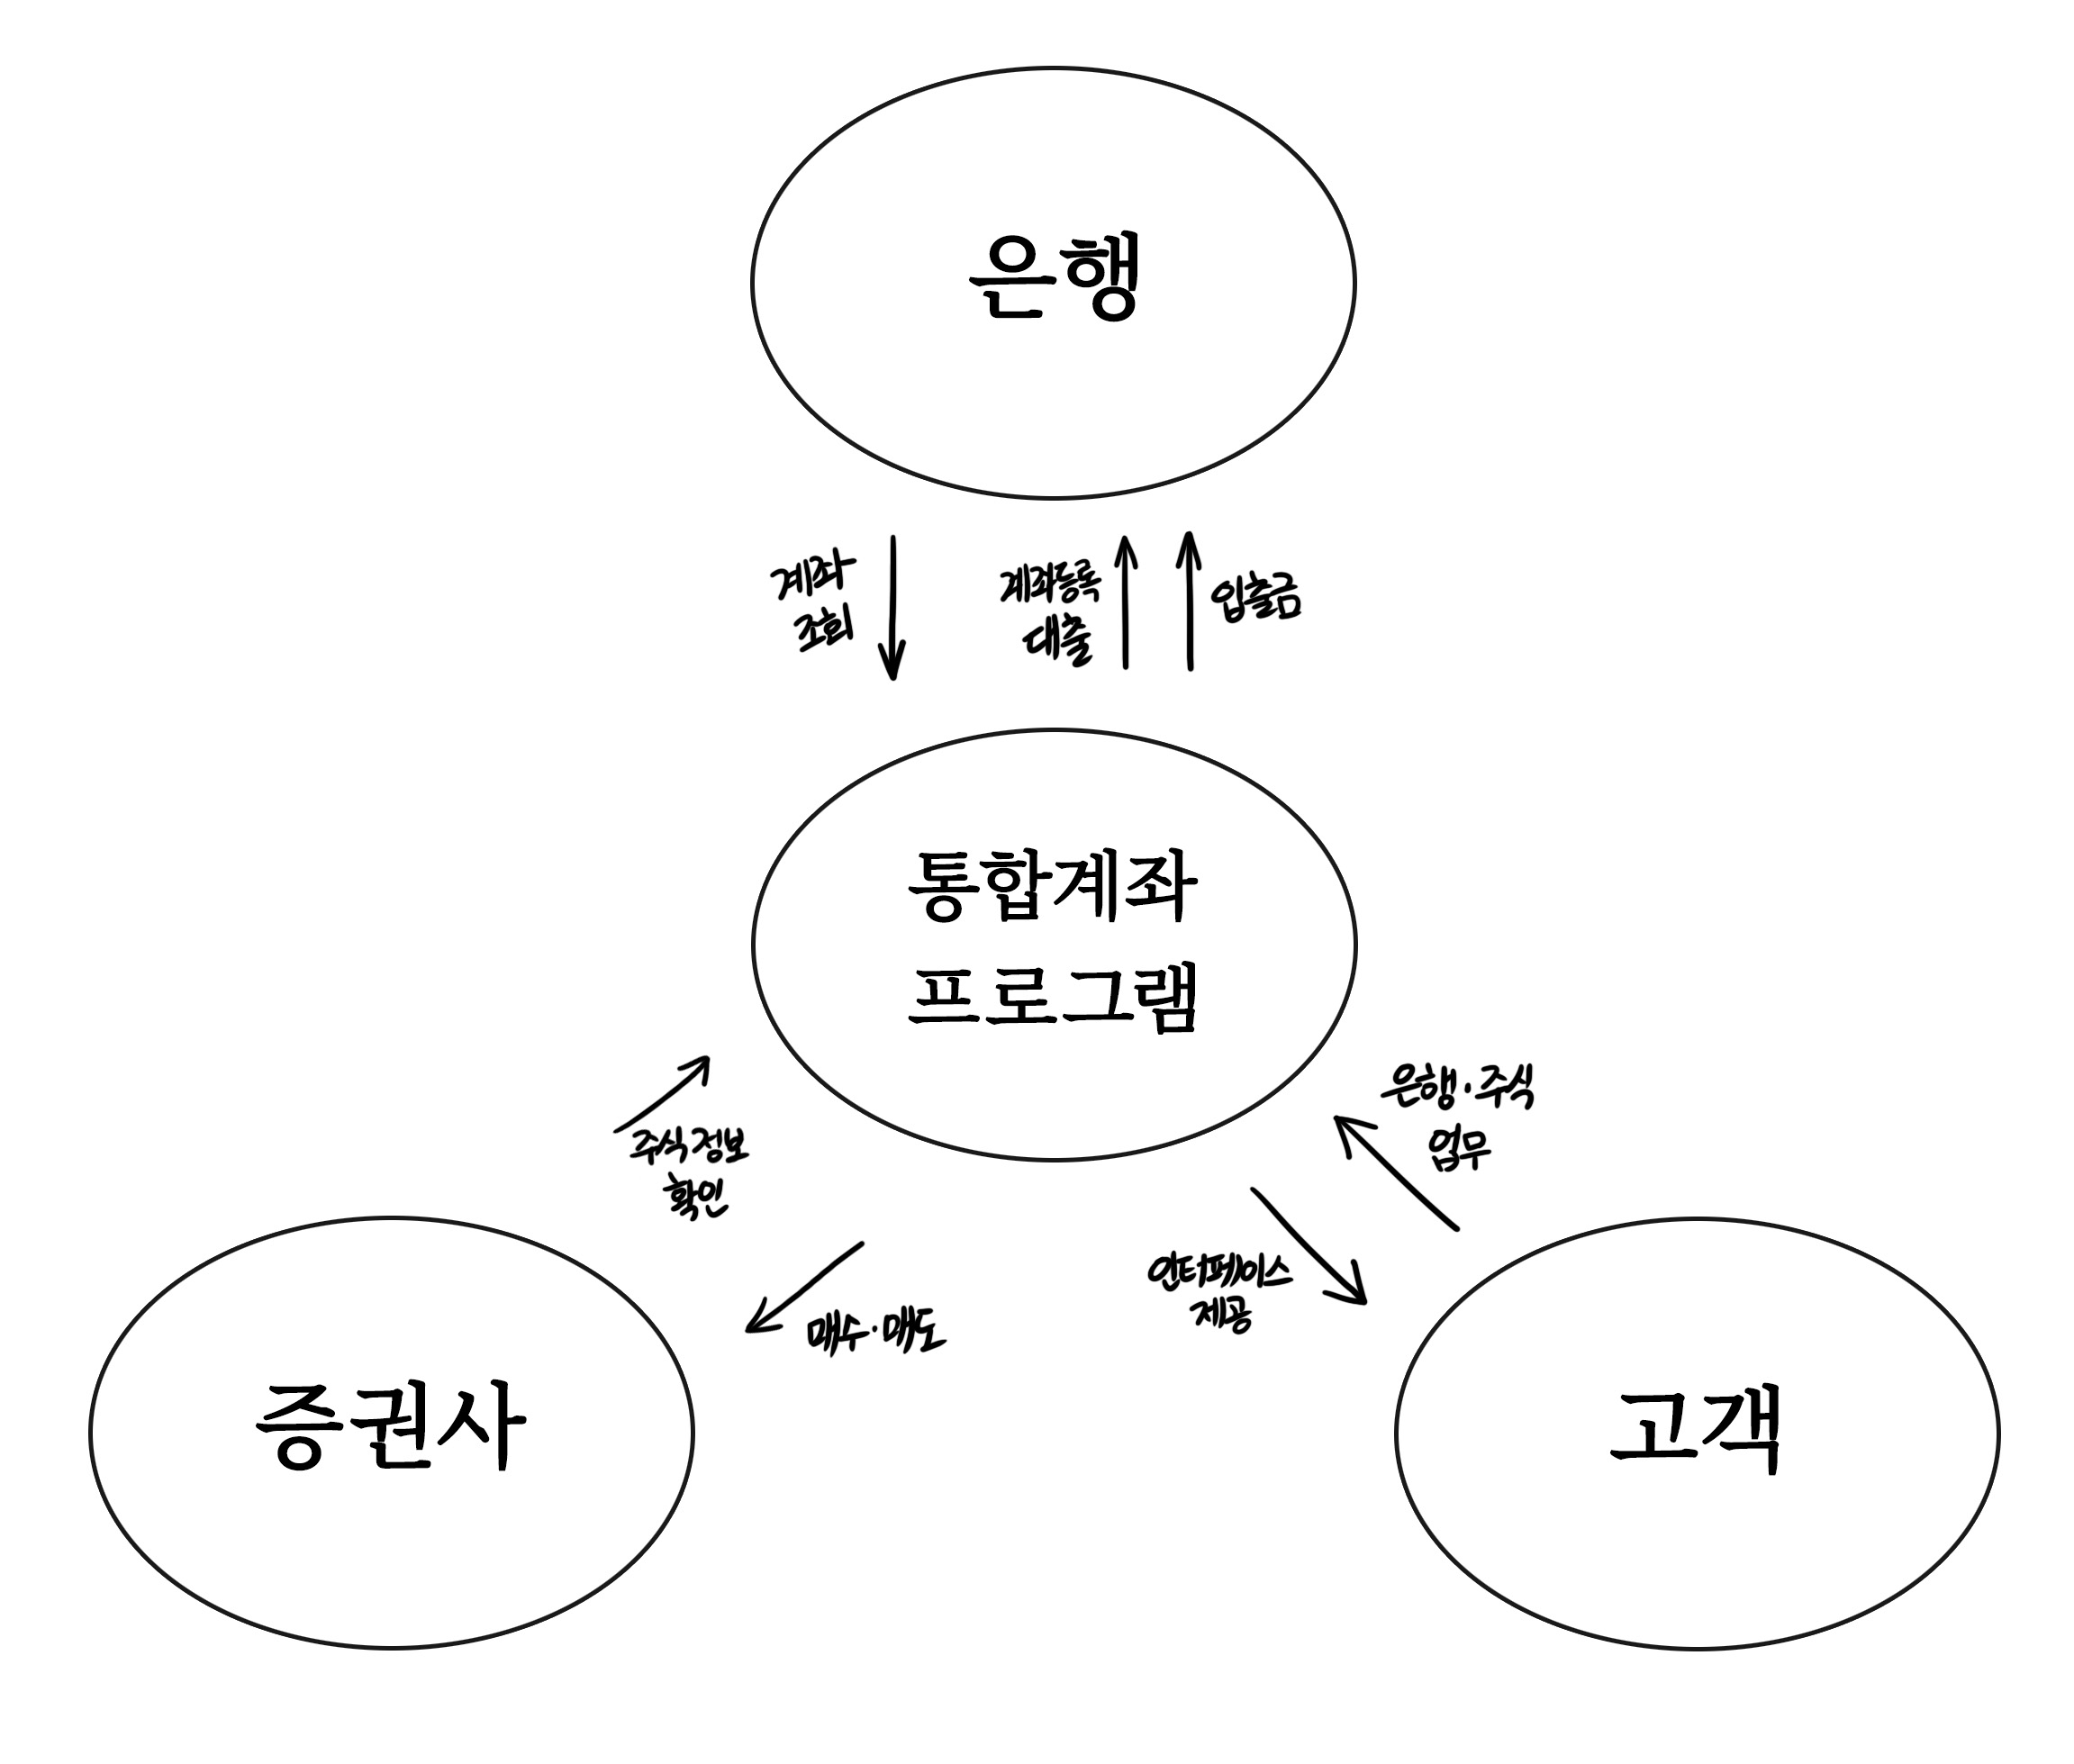 은행
계좌
조회
계좌등록
대출
입출금
통합계좌
프로그램
주식정보
확인
은행·주식
업무
매수·매도
인터페이스
제공
증권사
고객